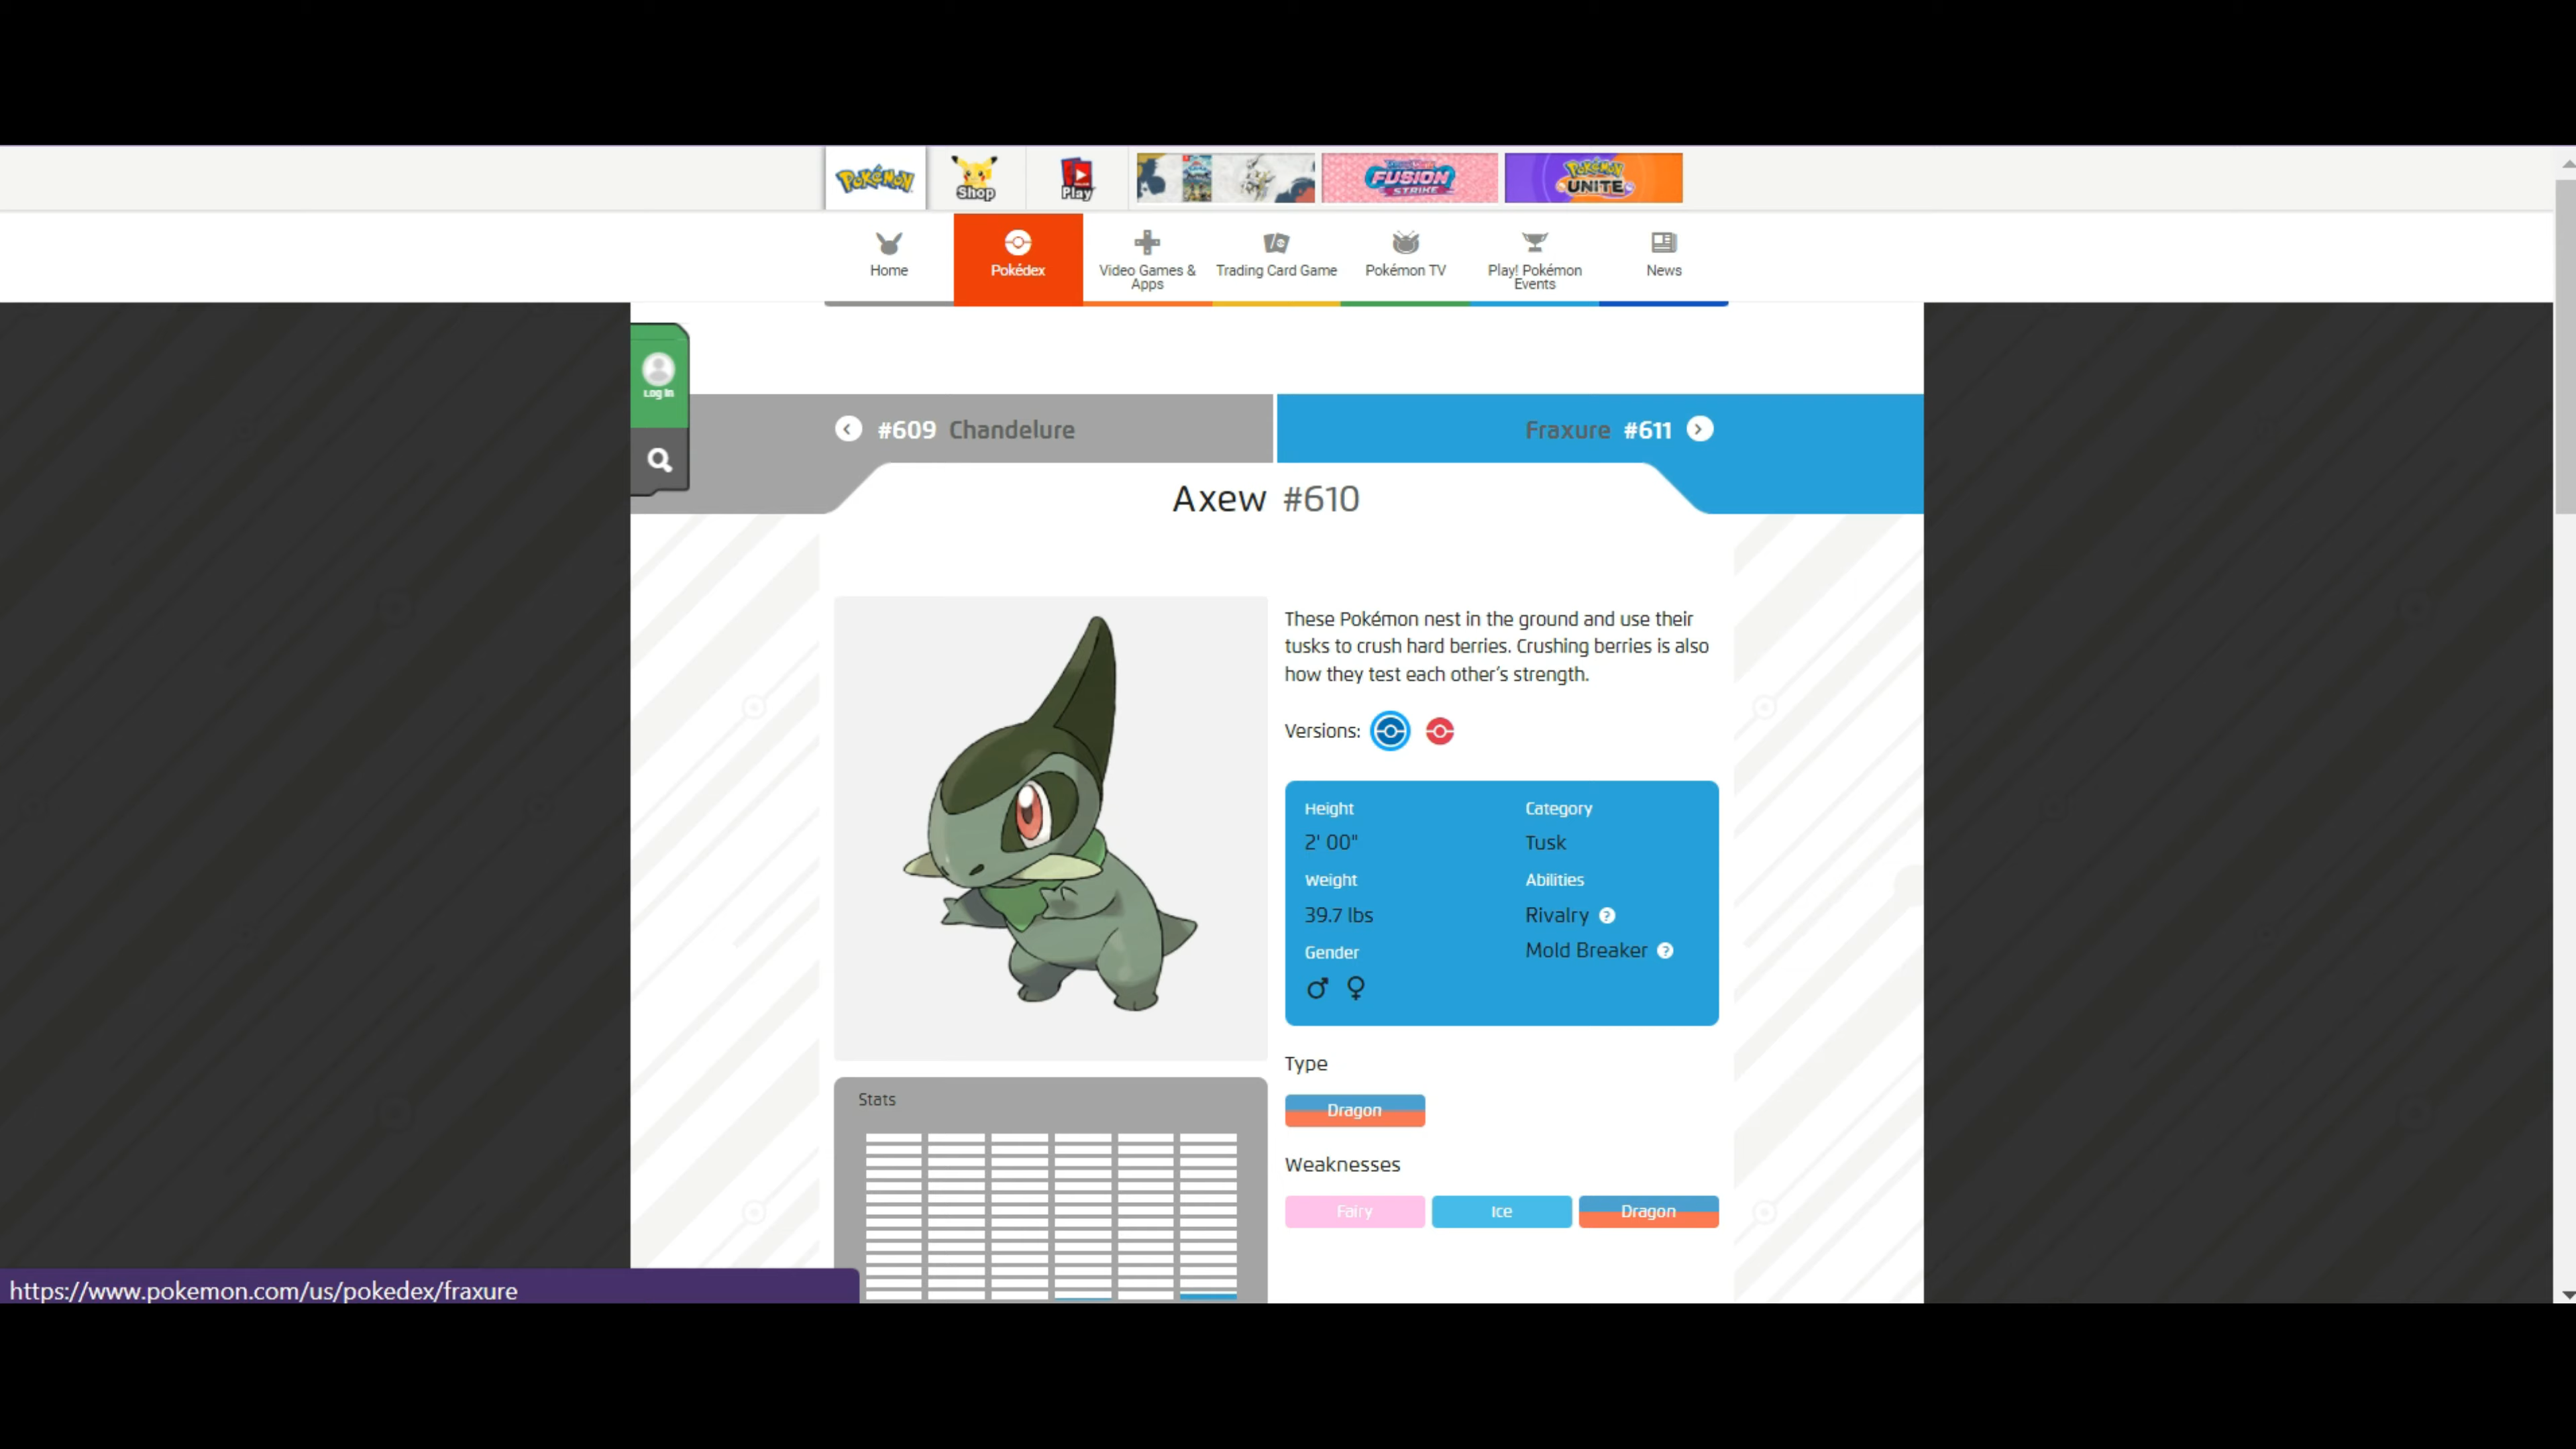 POKéMON
Shop
Play
FUSION
STRIKE
POKéMON
UNITE
Home
Pokédex
Video Games &
Apps
Trading Card Game
Pokémon TV
Play! Pokémon
Events
News
Log In
#609 Chandelure
Fraxure #611
Axew #610
These Pokémon nest in the ground and use their
tusks to crush hard berries. Crushing berries is also
how they test each other's strength.
Versions:
Height
2' 00"
Weight
39.7 lbs
Gender
Category
Tusk
Abilities
Rivalry ?
Mold Breaker ?
Type
Dragon
Weaknesses
Fairy
Ice
Dragon
Stats
https://www.pokemon.com/us/pokedex/fraxure